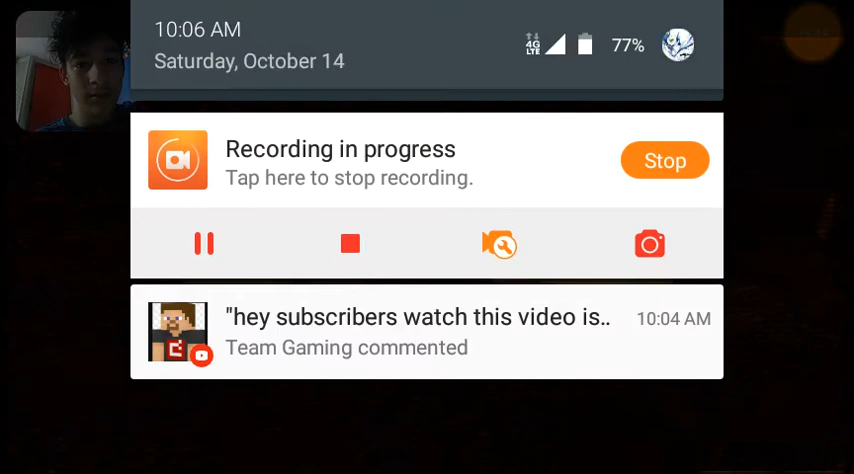 10:06 AM
4G
LTE
77%
Saturday, October 14
Recording in progress
Tap here to stop recording.
Stop
"hey subscribers watch this video is..
10:04 AM
Team Gaming commented